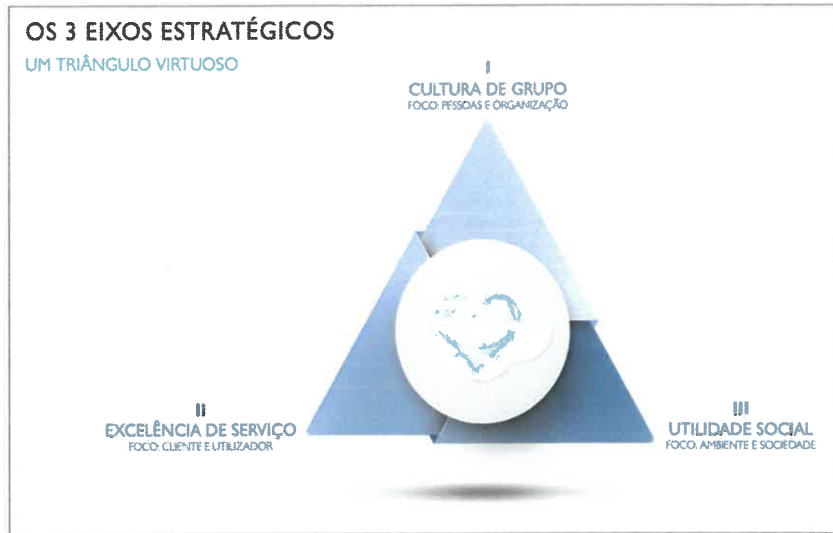 OS 3 EIXOS ESTRATÉGICOS
UM TRIÂNGULO VIRTUOSO
I
CULTURA DE GRUPO
FOCO: PESSOAS E ORGANIZAÇÃO
II
EXCELÊNCIA DE SERVIÇO
FOCO: CLIENTE E UTILIZADOR
III
UTILIDADE SOCIAL
FOCO: AMBIENTE E SOCIEDADE